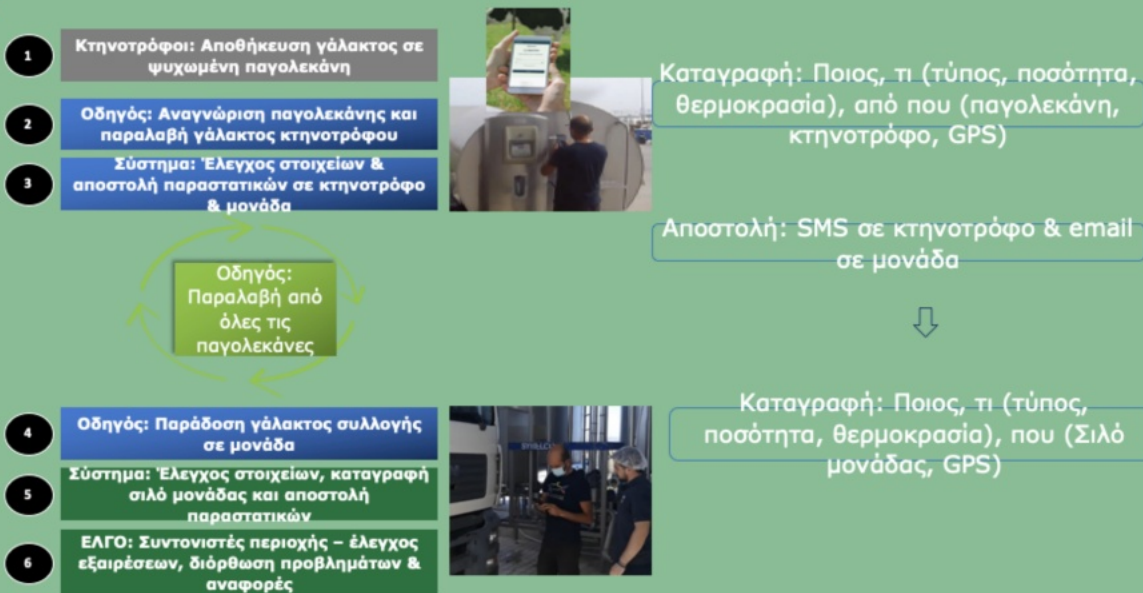 1
Κτηνοτρόφοι: Αποθήκευση γάλακτος σε
ψυχωμένη παγολεκάνη
2
Οδηγός: Αναγνώριση παγολεκάνης και
παραλαβή γάλακτος κτηνοτρόφου
3
Σύστημα: Έλεγχος στοιχείων &
αποστολή παραστατικών σε κτηνοτρόφο
& μονάδα
Καταγραφή: Ποιος, τι (τύπος, ποσότητα,
θερμοκρασία), από που (παγολεκάνη,
κτηνοτρόφο, GPS)
Αποστολή: SMS σε κτηνοτρόφο & email
σε μονάδα
Οδηγός:
Παραλαβή από
όλες τις
παγολεκάνες
4
Οδηγός: Παράδοση γάλακτος συλλογής
σε μονάδα
5
Σύστημα: Έλεγχος στοιχείων, καταγραφή
σιλό μονάδας και αποστολή
παραστατικών
6
ΕΛΓΟ: Συντονιστές περιοχής – έλεγχος
εξαιρέσεων, διόρθωση προβλημάτων &
αναφορές
Καταγραφή: Ποιος, τι (τύπος,
ποσότητα, θερμοκρασία), που (Σιλό
μονάδας, GPS)